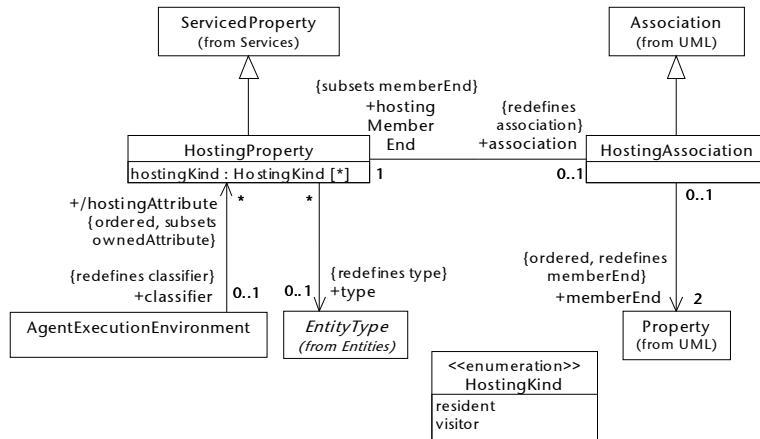 ServicedProperty
(from Services)
Association
(from UML)
{subsets memberEnd}
+hosting
Member
End
{redefines
association}
+association
HostingProperty
hostingKind : HostingKind [*]
1
0..1
HostingAssociation
+/hostingAttribute
{ordered, subsets
ownedAttribute}
*
*
0..1
{redefines classifier}
+classifier
0..1
{redefines type}
+type
0..1
{ordered, redefines
memberEnd}
+memberEnd
2
AgentExecutionEnvironment
EntityType
(from Entities)
Property
(from UML)
<<enumeration>>
HostingKind
resident
visitor